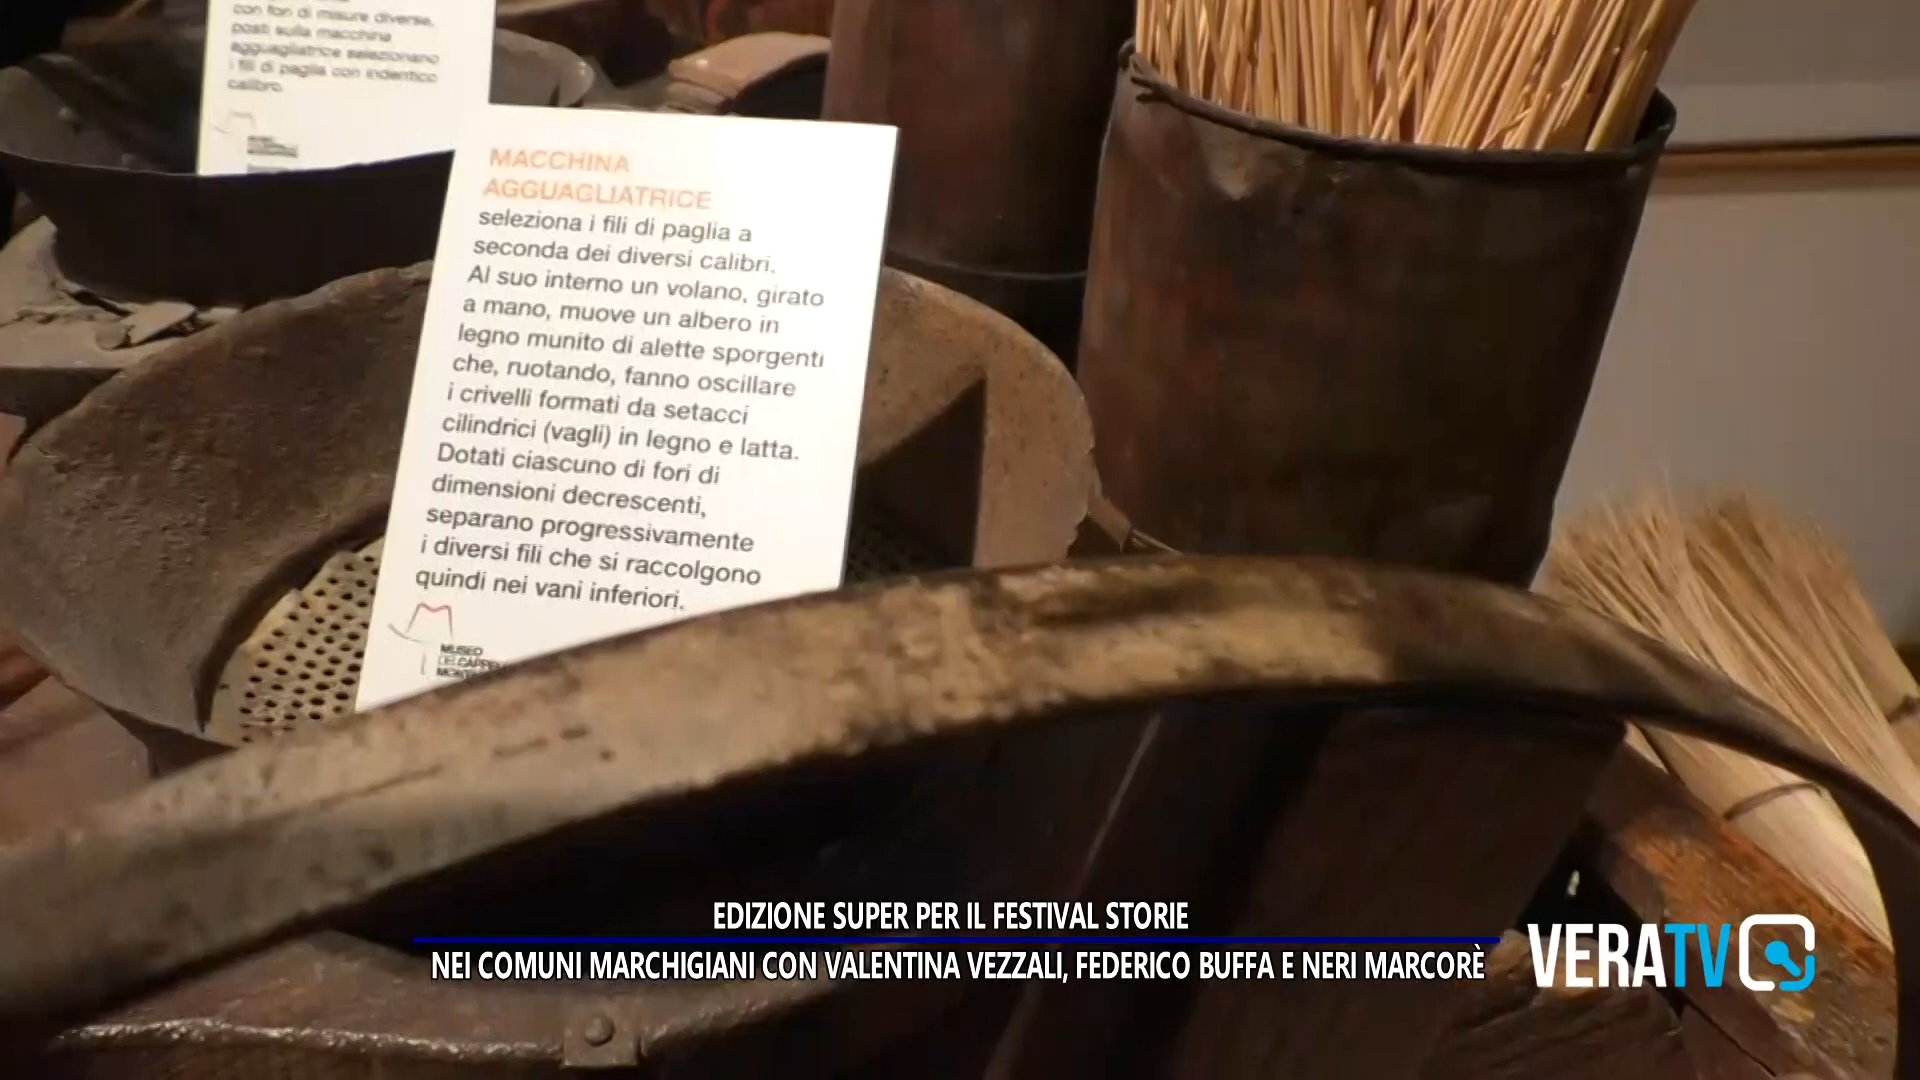 con fori di misure diverse,
posti sulla macchina
agguagliatrice selezionano
i fili di paglia con indentico
calibro.
MACCHINA
AGGUAGLIATRICE
seleziona i fili di paglia a
seconda dei diversi calibri.
Al suo interno un volano, girato
a mano, muove un albero in
legno munito di alette sporgenti
che, ruotando, fanno oscillare
i crivelli formati da setacci
cilindrici (vagli) in legno e latta.
Dotati ciascuno di fori di
dimensioni decrescenti,
separano progressivamente
i diversi fili che si raccolgono
quindi nei vani inferiori.
MUSEO
EDIZIONE SUPER PER IL FESTIVAL STORIE
NEI COMUNI MARCHIGIANI CON VALENTINA VEZZALI, FEDERICO BUFFA E NERI MARCORÈ
VERATV